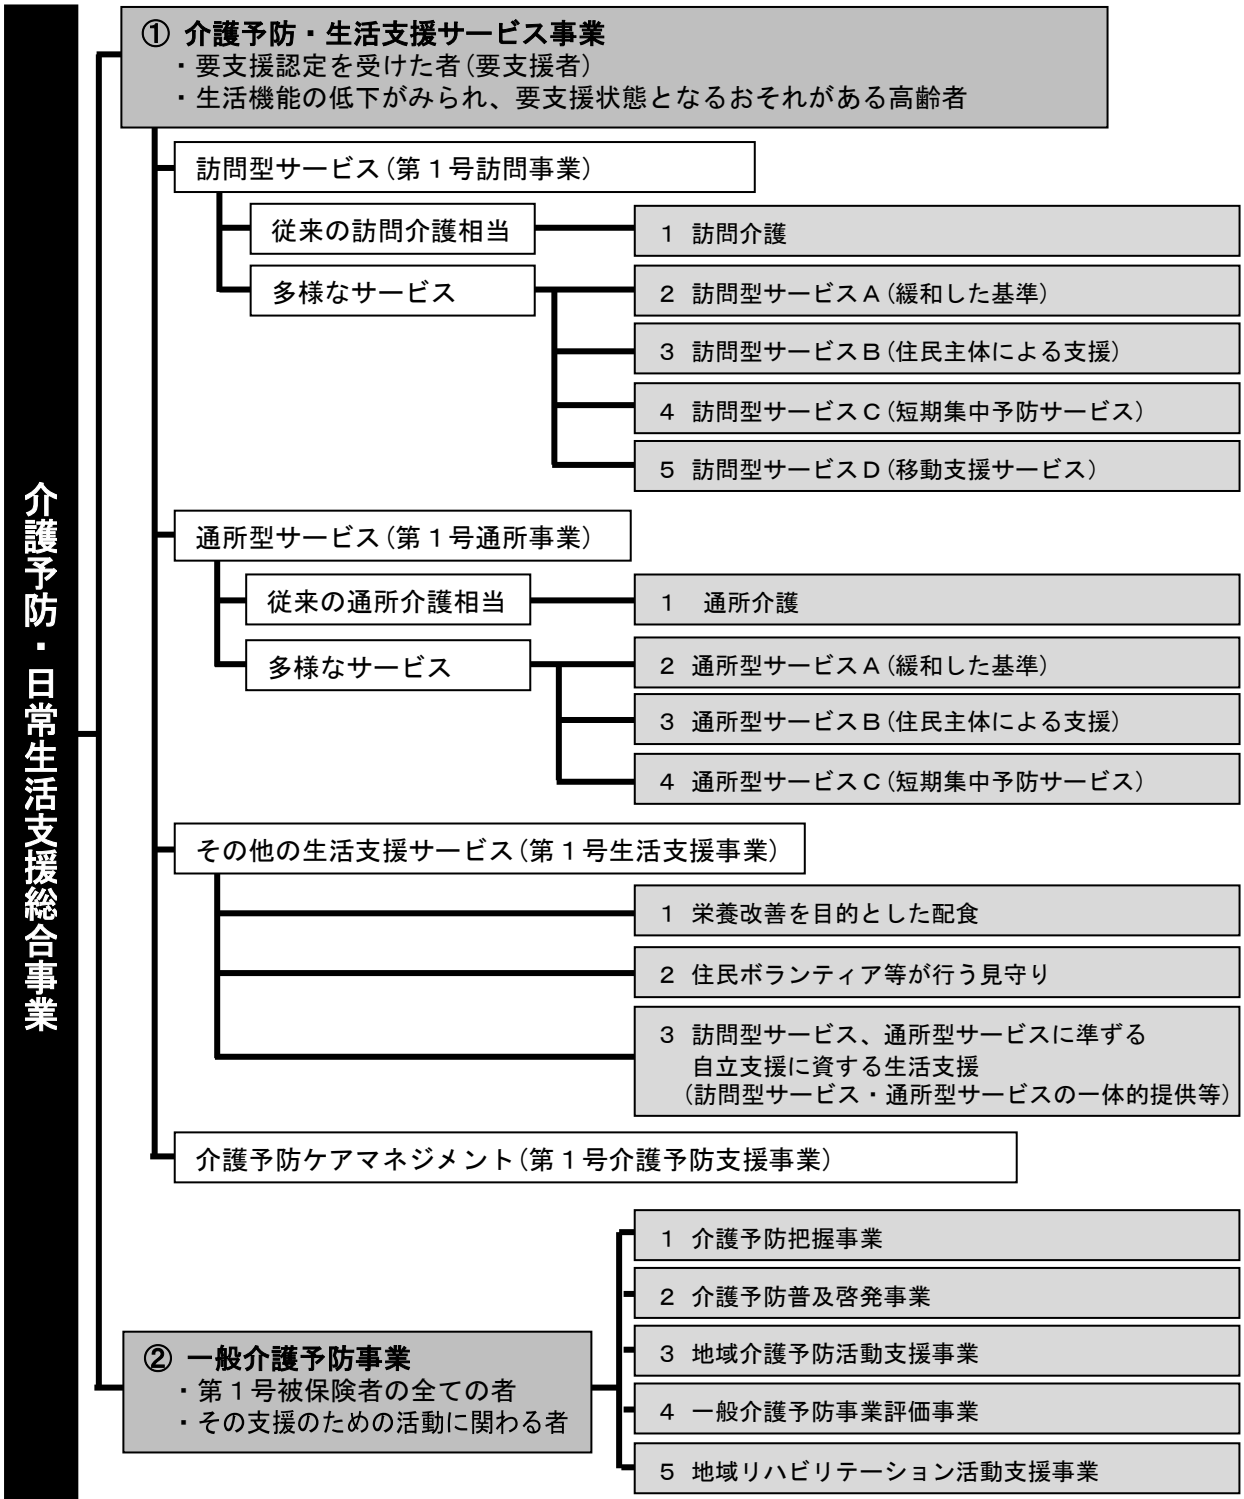 介護予防・日常生活支援総合事業
① 介護予防・生活支援サービス事業
・要支援認定を受けた者(要支援者)
・生活機能の低下がみられ、要支援状態となるおそれがある高齢者
訪問型サービス(第1号訪問事業)
従来の訪問介護相当
1 訪問介護
多様なサービス
2 訪問型サービスA(緩和した基準)
3 訪問型サービスB(住民主体による支援)
4 訪問型サービスC(短期集中予防サービス)
5 訪問型サービスD(移動支援サービス)
通所型サービス(第1号通所事業)
従来の通所介護相当
1 通所介護
多様なサービス
2 通所型サービスA(緩和した基準)
3 通所型サービスB(住民主体による支援)
4 通所型サービスC(短期集中予防サービス)
その他の生活支援サービス(第1号生活支援事業)
1 栄養改善を目的とした配食
2 住民ボランティア等が行う見守り
3 訪問型サービス、通所型サービスに準ずる
自立支援に資する生活支援
(訪問型サービス・通所型サービスの一体的提供等)
介護予防ケアマネジメント(第1号介護予防支援事業)
② 一般介護予防事業
・第1号被保険者の全ての者
・その支援のための活動に関わる者
1 介護予防把握事業
2 介護予防普及啓発事業
3 地域介護予防活動支援事業
4 一般介護予防事業評価事業
5 地域リハビリテーション活動支援事業